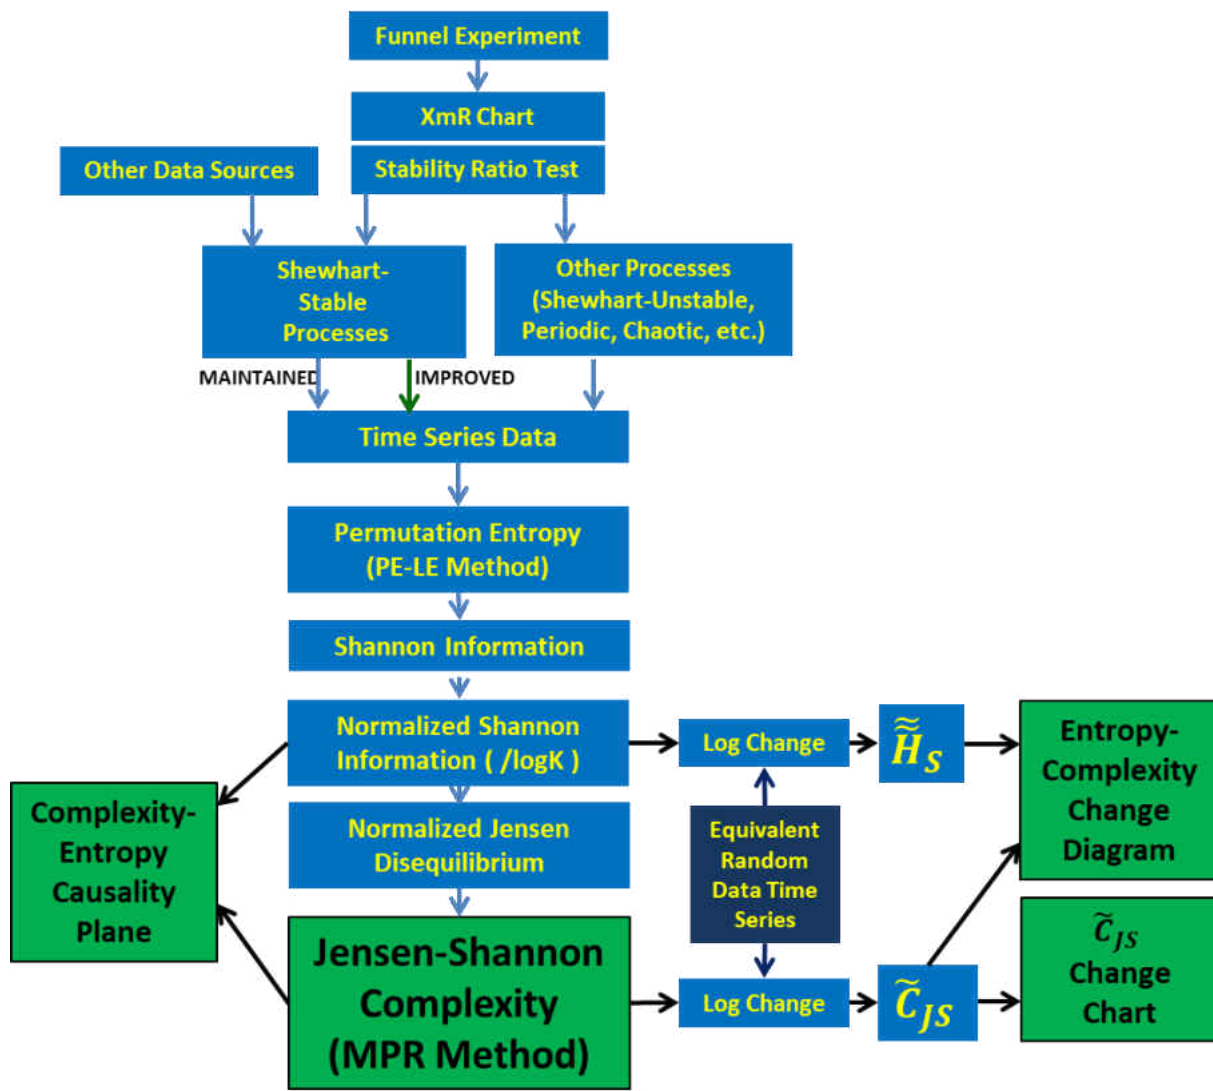 Funnel Experiment
XmR Chart
Other Data Sources
Stability Ratio Test
Shewhart-
Stable
Processes
Other Processes
(Shewhart-Unstable,
Periodic, Chaotic, etc.)
MAINTAINED
IMPROVED
Time Series Data
Permutation Entropy
(PE-LE Method)
Shannon Information
Normalized Shannon
Information ( /logK )
Log Change
H̃̃_S
Entropy-
Complexity
Change
Diagram
Complexity-
Entropy
Causality
Plane
Normalized Jensen
Disequilibrium
Equivalent
Random
Data Time
Series
Jensen-Shannon
Complexity
(MPR Method)
Log Change
C̃_JS
C̃_JS
Change
Chart